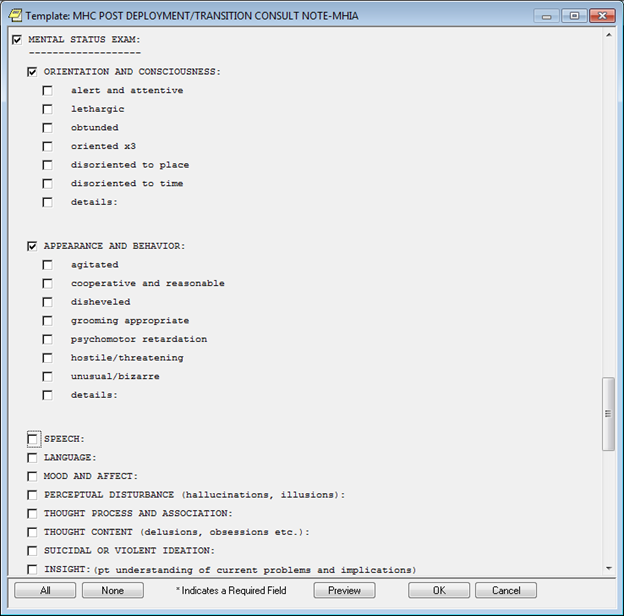 Template: MHC POST DEPLOYMENT/TRANSITION CONSULT NOTE-MHIA
MENTAL STATUS EXAM:
-------------------
ORIENTATION AND CONSCIOUSNESS:
alert and attentive
lethargic
obtunded
oriented x3
disoriented to place
disoriented to time
details:
APPEARANCE AND BEHAVIOR:
agitated
cooperative and reasonable
disheveled
grooming appropriate
psychomotor retardation
hostile/threatening
unusual/bizarre
details:
SPEECH:
LANGUAGE:
MOOD AND AFFECT:
PERCEPTUAL DISTURBANCE (hallucinations, illusions):
THOUGHT PROCESS AND ASSOCIATION:
THOUGHT CONTENT (delusions, obsessions etc.):
SUICIDAL OR VIOLENT IDEATION:
INSIGHT:(pt understanding of current problems and implications)
All None * Indicates a Required Field Preview OK Cancel